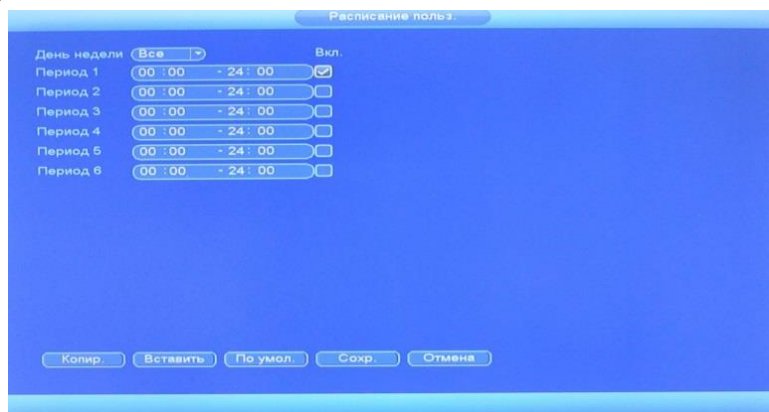 Расписание польз.
День недели Все Вкл.
Период 1 00 :00 - 24: 00
Период 2 00 :00 - 24: 00
Период 3 00 :00 - 24: 00
Период 4 00 :00 - 24: 00
Период 5 00 :00 - 24: 00
Период 6 00 :00 - 24: 00
Копир. Вставить По умол. Сохр. Отмена